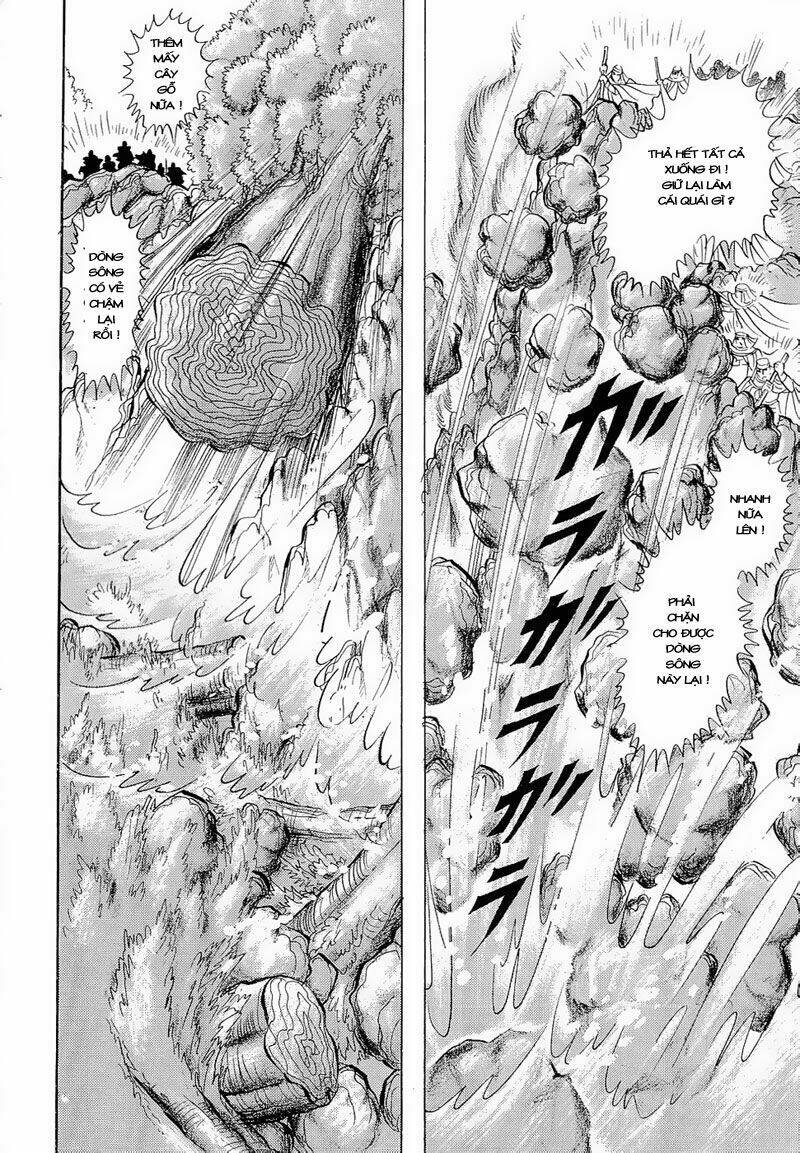 THẢ HẾT TẤT CẢ
XUỐNG ĐI !
GIỮ LẠI LÀM
CÁI QUÁI GÌ ?
NHANH
NỮA
LÊN !
PHẢI
CHẶN
CHO ĐƯỢC
DÒNG
SÔNG
NÀY LẠI !
ガラガラガラ
THÊM
MẤY
CÂY
GỖ
NỮA !
DÒNG
SÔNG
CÓ VẺ
CHẬM
LẠI
RỒI !